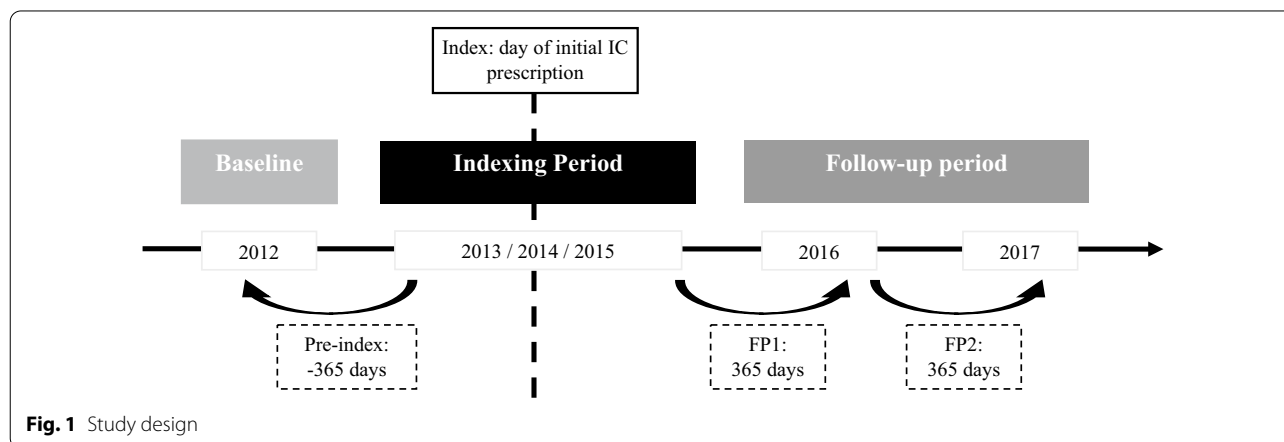 Index: day of initial IC
prescription
Baseline
Indexing Period
Follow-up period
2012
2013 / 2014 / 2015
2016
2017
Pre-index:
-365 days
FP1:
365 days
FP2:
365 days
Fig. 1 Study design